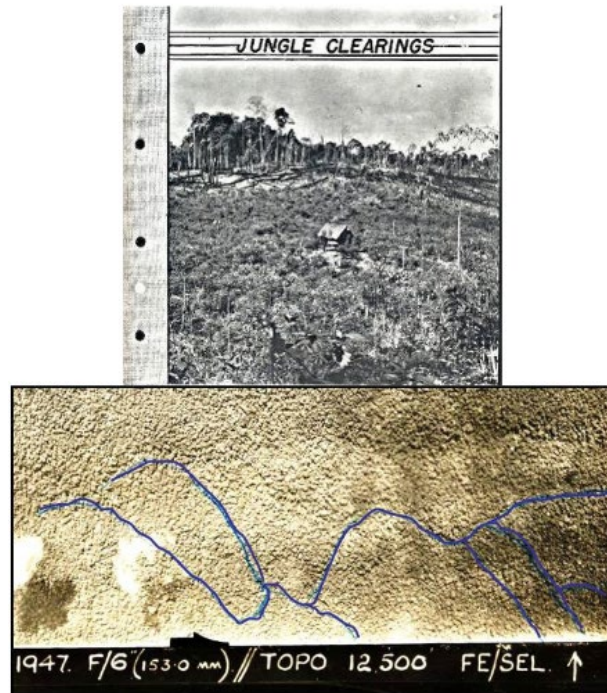 JUNGLE CLEARINGS
1947. F/6" (153.0 mm) // TOPO 12,500' FE/SEL. ↑